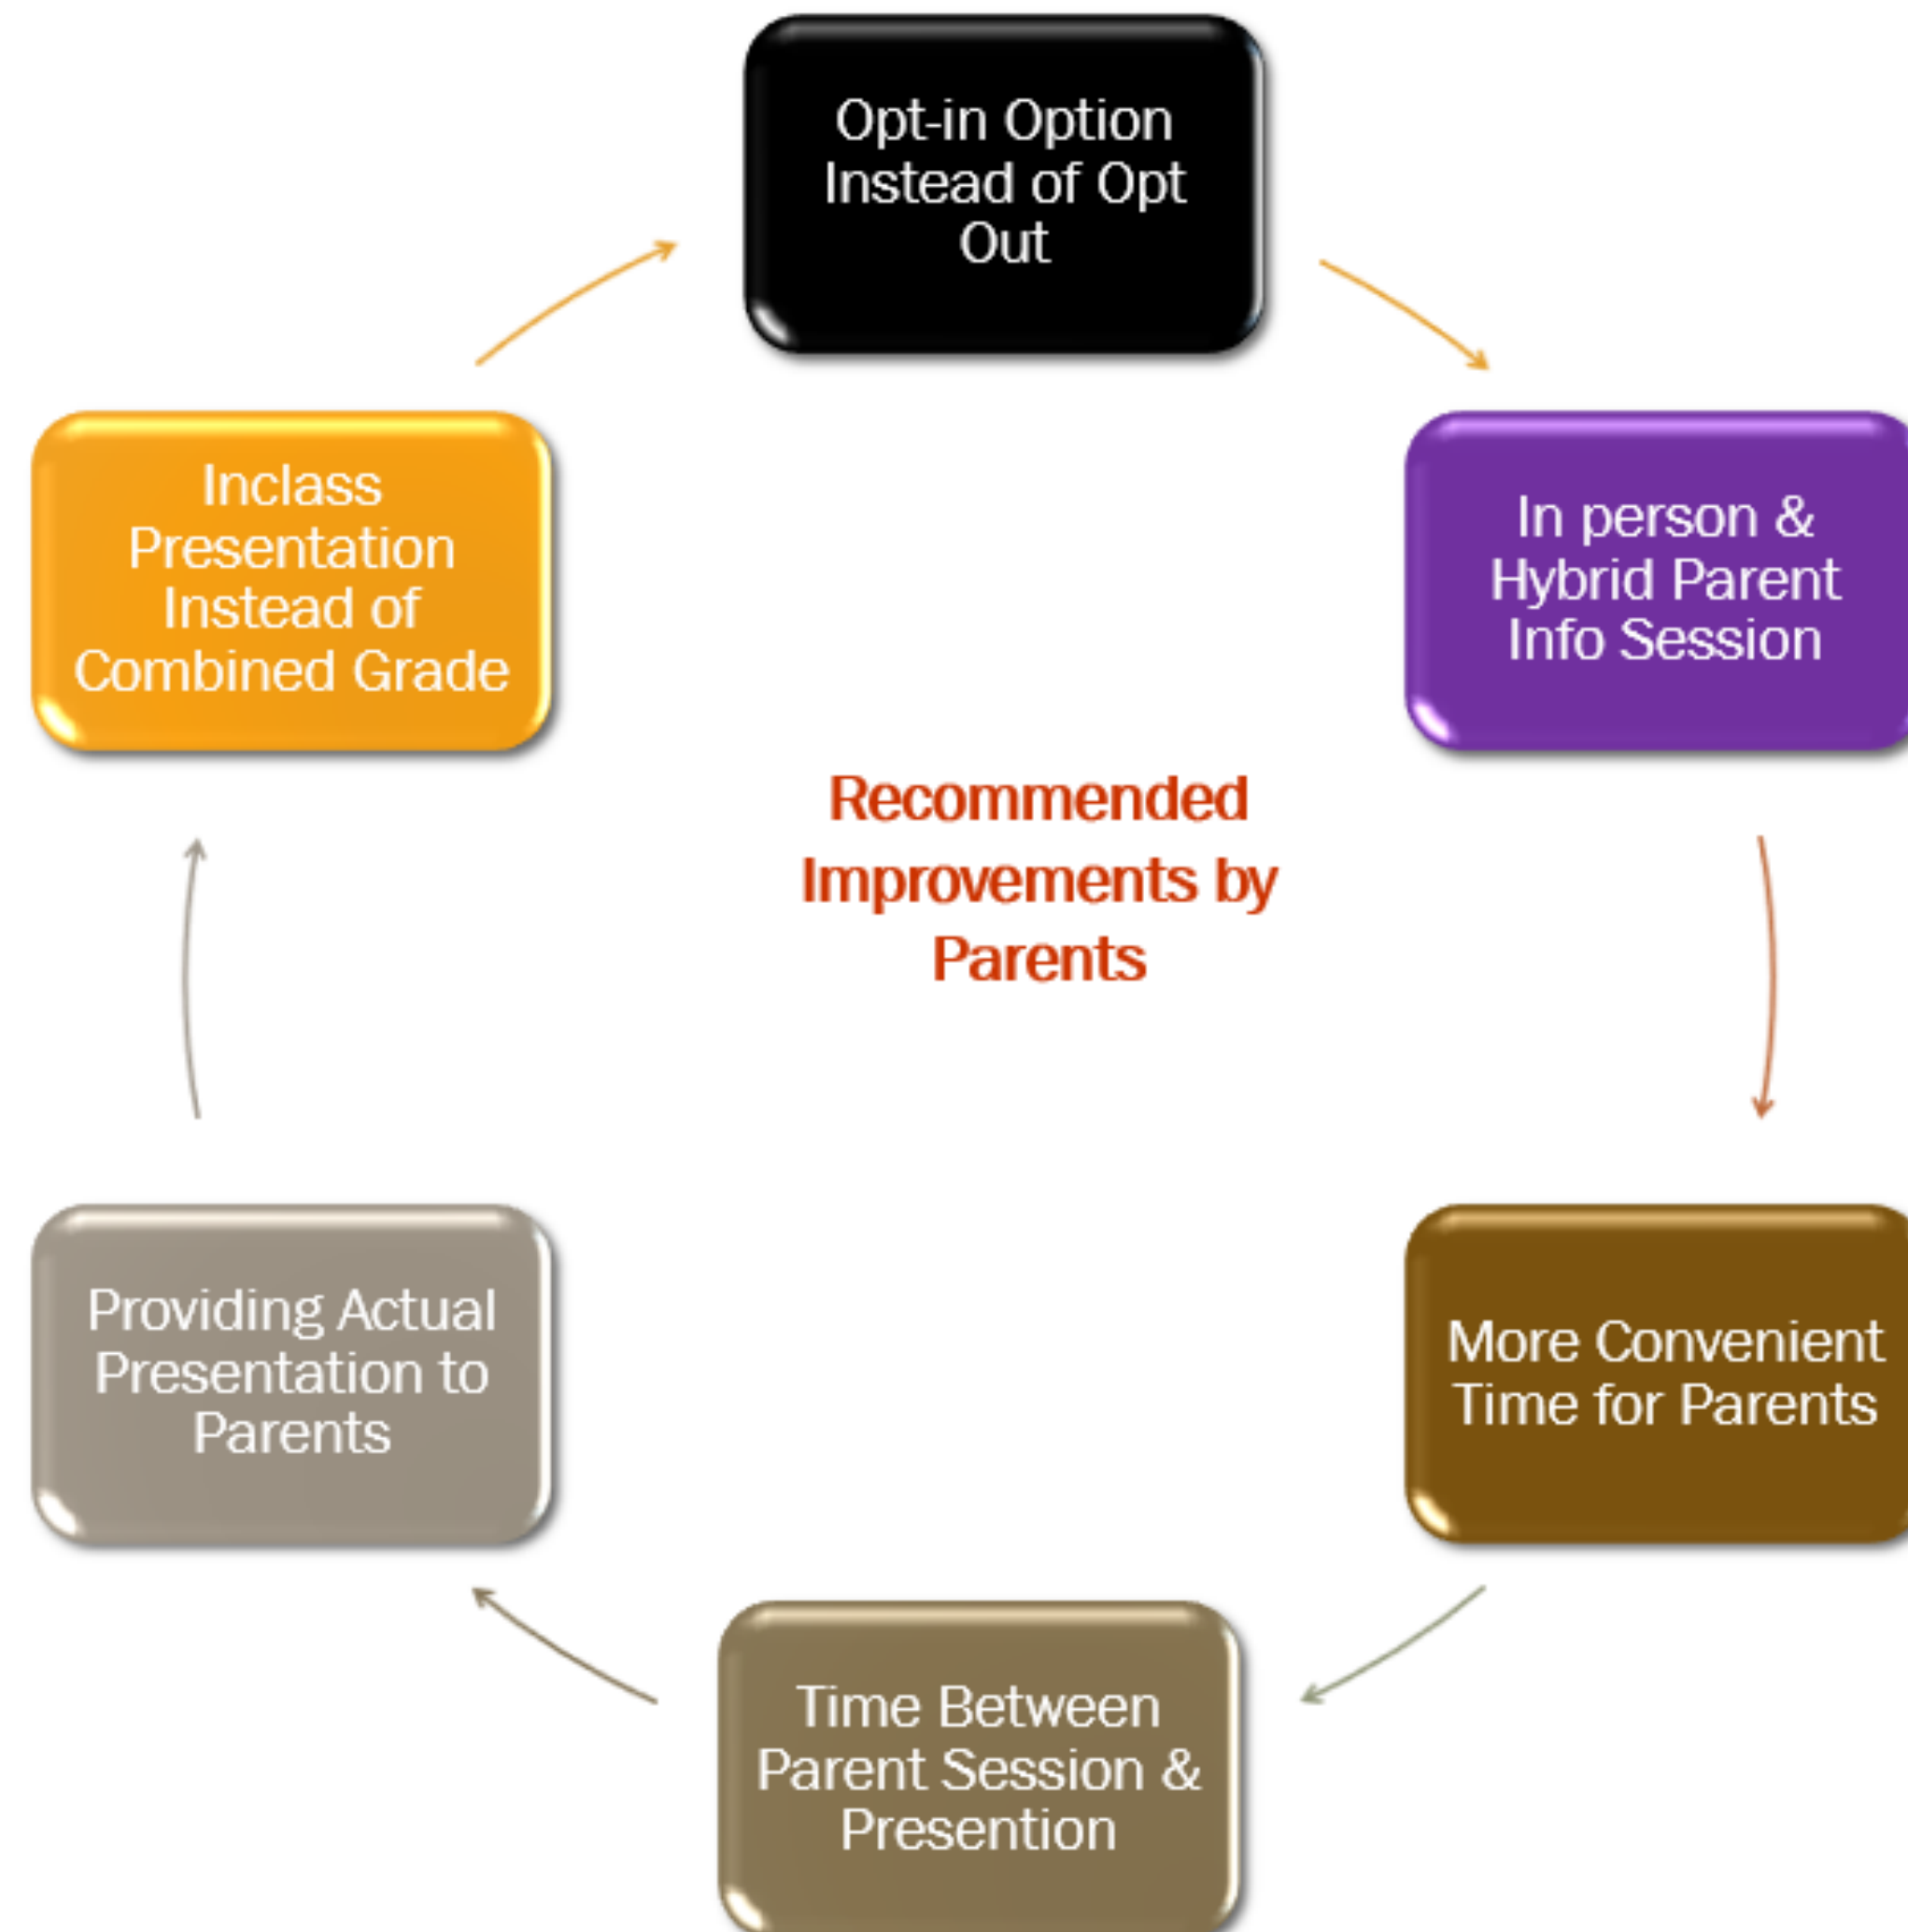 Opt-in Option
Instead of Opt
Out
In person &
Hybrid Parent
Info Session
More Convenient
Time for Parents
Time Between
Parent Session &
Presention
Providing Actual
Presentation to
Parents
Inclass
Presentation
Instead of
Combined Grade
Recommended
Improvements by
Parents